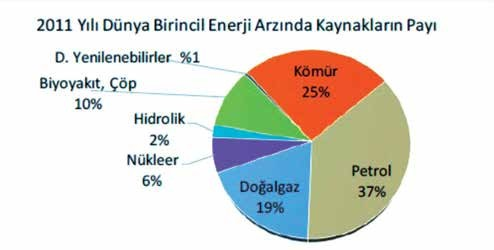 2011 Yılı Dünya Birincil Enerji Arzında Kaynakların Payı
D. Yenilenebilirler %1
Kömür
25%
Biyoyakıt, Çöp
10%
Hidrolik
2%
Nükleer
6%
Doğalgaz
19%
Petrol
37%